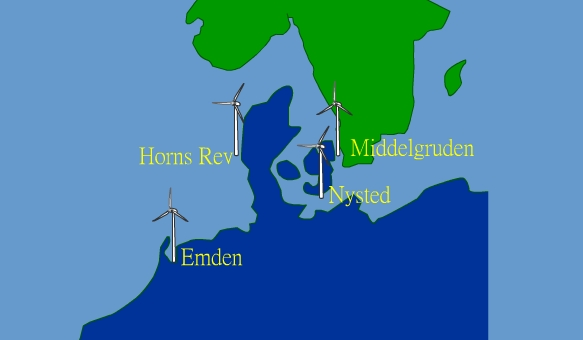 Horns Rev
Middelgruden
Nysted
Emden